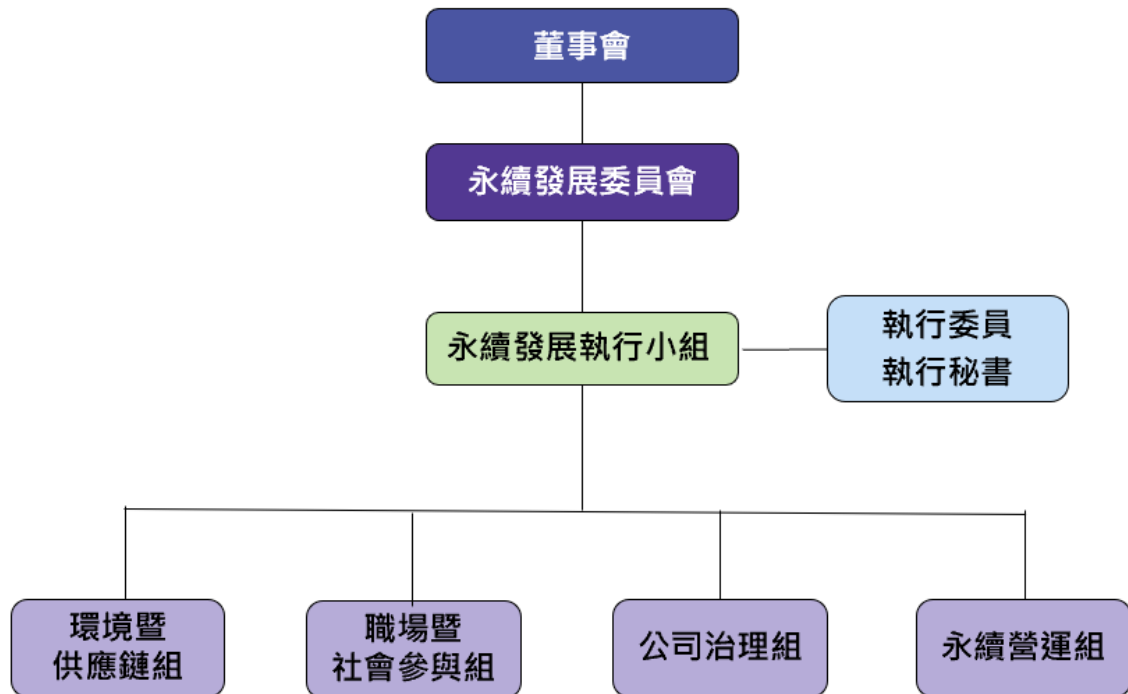 董事會
永續發展委員會
永續發展執行小組
執行委員
執行秘書
環境暨
供應鏈組
職場暨
社會參與組
公司治理組
永續營運組